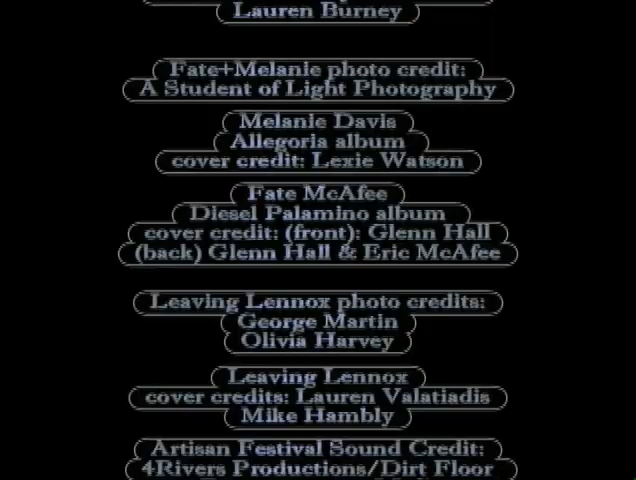 Lauren Burney
Fate+Melanie photo credit:
A Student of Light Photography
Melanie Davis
Allegoria album
cover credit: Lexie Watson
Fate McAfee
Diesel Palamino album
cover credit: (front): Glenn Hall
(back) Glenn Hall & Eric McAfee
Leaving Lennox photo credits:
George Martin
Olivia Harvey
Leaving Lennox
cover credits: Lauren Valatiadis
Mike Hambly
Artisan Festival Sound Credit:
4Rivers Productions/Dirt Floor